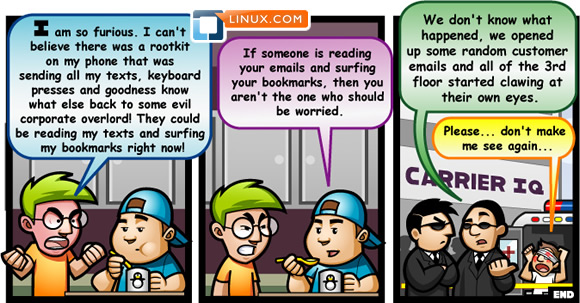 LINUX.COM
I am so furious. I can't
believe there was a rootkit
on my phone that was
sending all my texts, keyboard
presses and goodness know
what else back to some evil
corporate overlord! They could
be reading my texts and surfing
my bookmarks right now!
If someone is reading
your emails and surfing
your bookmarks, then you
aren't the one who should
be worried.
We don't know what
happened, we opened
up some random customer
emails and all of the 3rd
floor started clawing at
their own eyes.
Please... don't make
me see again...
CARRIER IQ
END